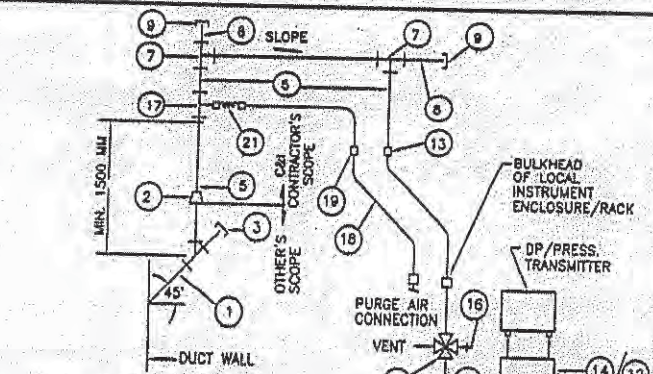 9
8
7
SLOPE
7
9
8
6
17
21
13
MIN. 1500 MM
5
2
3
C&I
CONTRACTOR'S
SCOPE
OTHER'S
SCOPE
19
18
BULKHEAD
OF LOCAL
INSTRUMENT
ENCLOSURE/RACK
DP/PRESS.
TRANSMITTER
45°
1
PURGE AIR
CONNECTION
16
VENT
DUCT WALL
14/